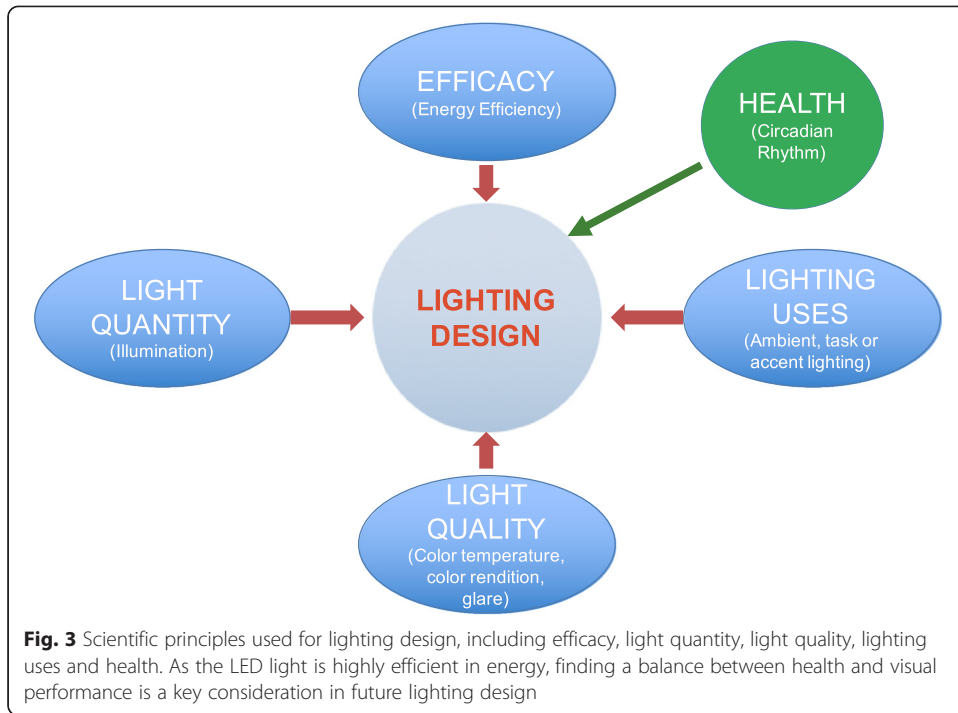 EFFICACY
(Energy Efficiency)
HEALTH
(Circadian
Rhythm)
LIGHT
QUANTITY
(Illumination)
LIGHTING
DESIGN
LIGHTING
USES
(Ambient, task or
accent lighting)
LIGHT
QUALITY
(Color temperature,
color rendition,
glare)
Fig. 3 Scientific principles used for lighting design, including efficacy, light quantity, light quality, lighting
uses and health. As the LED light is highly efficient in energy, finding a balance between health and visual
performance is a key consideration in future lighting design